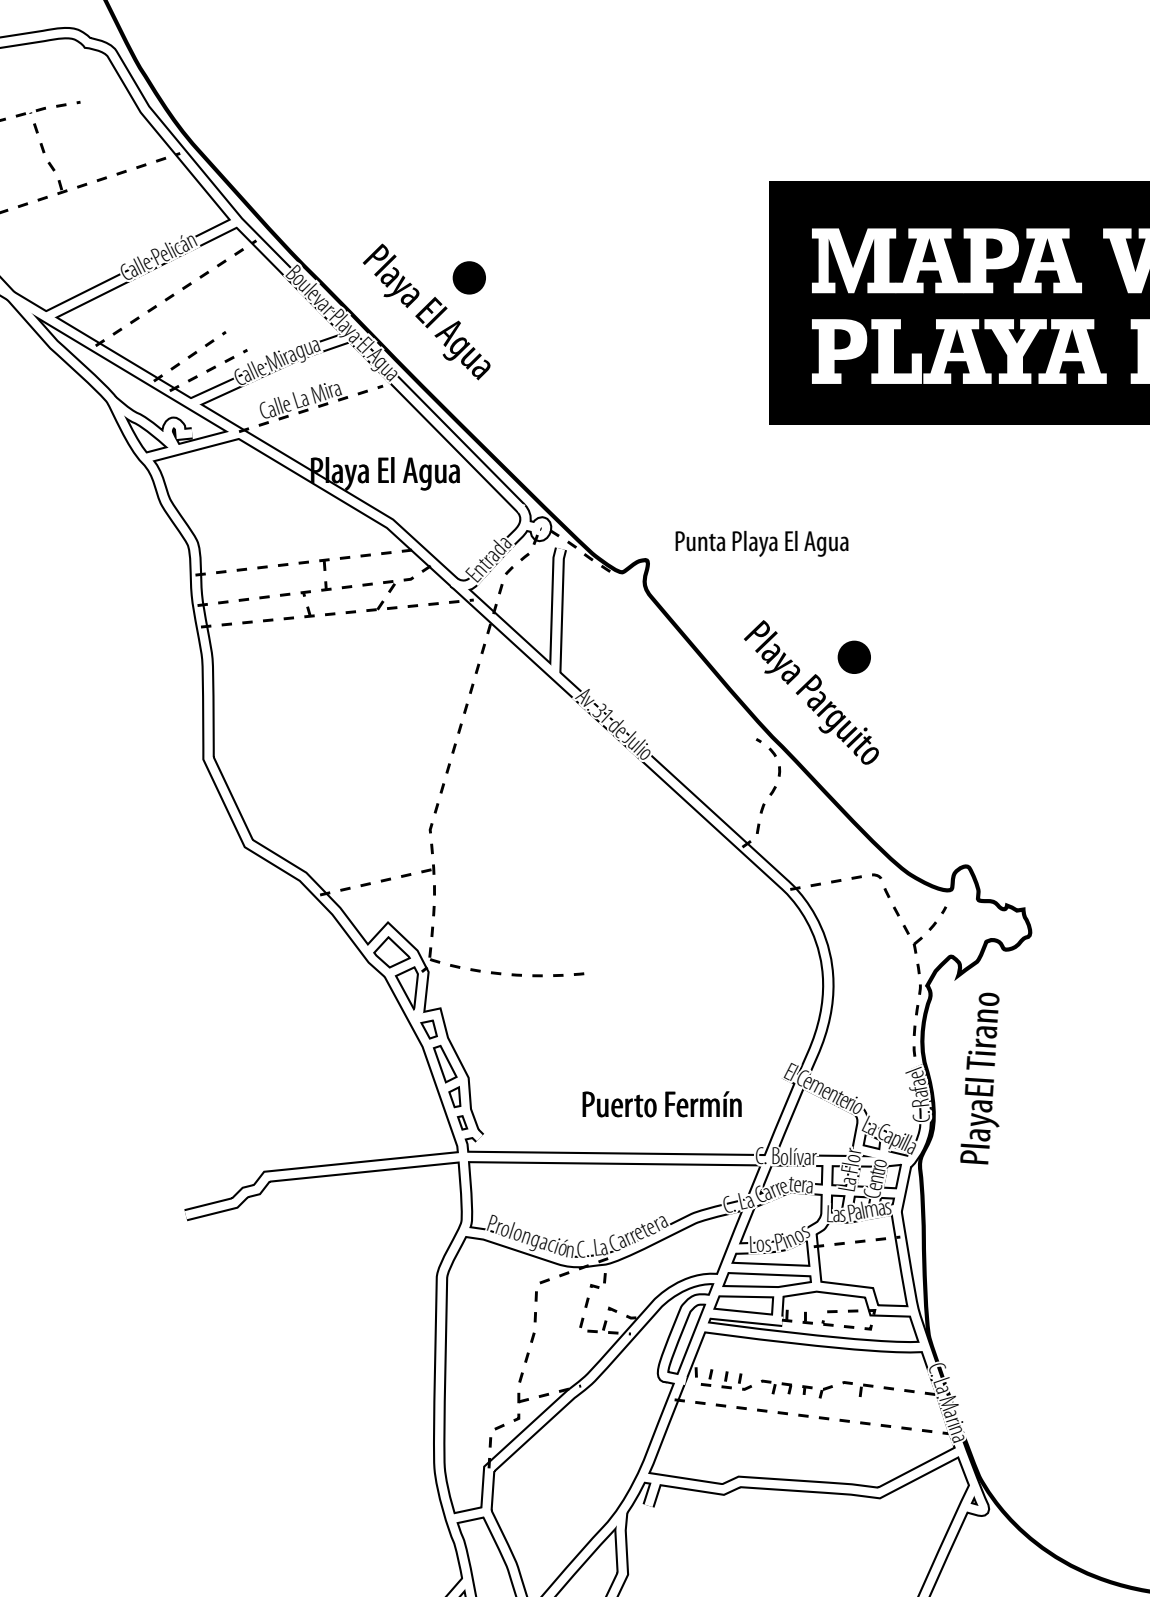 MAPA
PLAYA
Calle Pelicán
Boulevar Playa El Agua
Playa El Agua
Calle Miragua
Calle La Mira
Playa El Agua
Entrada
Punta Playa El Agua
Playa Parguito
Av. 31 de Julio
PlayaEl Tirano
El Cementerio
C. Rafael
Puerto Fermín
La Capilla
C. Bolívar
La Flor
Centro
C. La Carretera
Las Palmas
Prolongación C. La Carretera
Los Pinos
C. La Marina